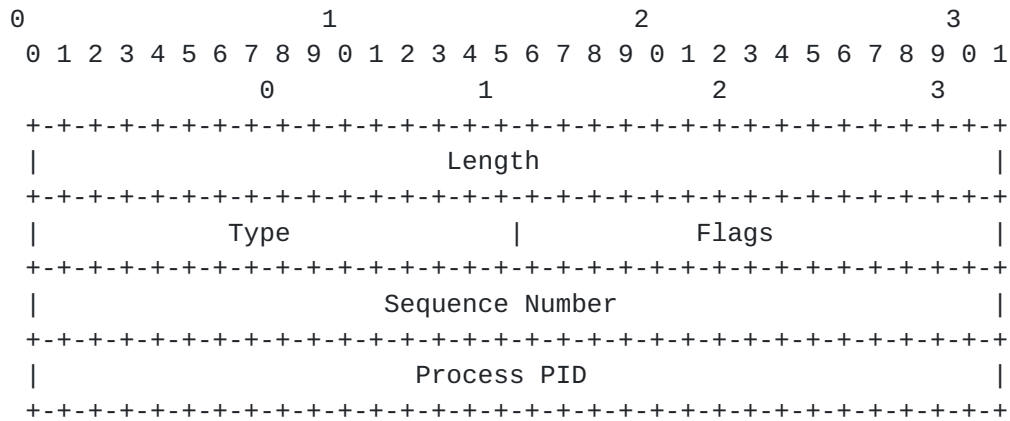 0                   1                   2                   3
 0 1 2 3 4 5 6 7 8 9 0 1 2 3 4 5 6 7 8 9 0 1 2 3 4 5 6 7 8 9 0 1
                0             1              2             3
 +-+-+-+-+-+-+-+-+-+-+-+-+-+-+-+-+-+-+-+-+-+-+-+-+-+-+-+-+-+-+-+
 |                          Length                             |
 +-+-+-+-+-+-+-+-+-+-+-+-+-+-+-+-+-+-+-+-+-+-+-+-+-+-+-+-+-+-+-+
 |            Type              |           Flags              |
 +-+-+-+-+-+-+-+-+-+-+-+-+-+-+-+-+-+-+-+-+-+-+-+-+-+-+-+-+-+-+-+
 |                      Sequence Number                        |
 +-+-+-+-+-+-+-+-+-+-+-+-+-+-+-+-+-+-+-+-+-+-+-+-+-+-+-+-+-+-+-+
 |                        Process PID                          |
 +-+-+-+-+-+-+-+-+-+-+-+-+-+-+-+-+-+-+-+-+-+-+-+-+-+-+-+-+-+-+-+